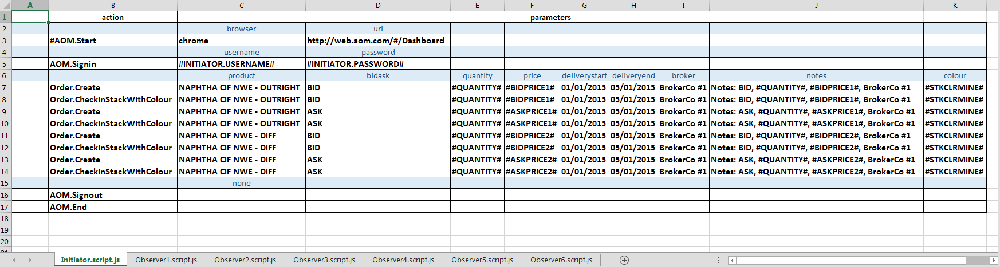 A B C D E F G H I J K
1 action parameters
2 browser url
3 #AOM.Start chrome http://web.aom.com/#/Dashboard
4 username password
5 AOM.Signin #INITIATOR.USERNAME# #INITIATOR.PASSWORD#
6 product bidask quantity price deliverystart deliveryend broker notes colour
7 Order.Create NAPHTHA CIF NWE - OUTRIGHT BID #QUANTITY# #BIDPRICE1# 01/01/2015 05/01/2015 BrokerCo #1 Notes: BID, #QUANTITY#, #BIDPRICE1#, BrokerCo #1 #STKCLRMINE#
8 Order.CheckInStackWithColour NAPHTHA CIF NWE - OUTRIGHT BID #QUANTITY# #BIDPRICE1# 01/01/2015 05/01/2015 BrokerCo #1 Notes: BID, #QUANTITY#, #BIDPRICE1#, BrokerCo #1 #STKCLRMINE#
9 Order.Create NAPHTHA CIF NWE - OUTRIGHT ASK #QUANTITY# #ASKPRICE1# 01/01/2015 05/01/2015 BrokerCo #1 Notes: ASK, #QUANTITY#, #ASKPRICE1#, BrokerCo #1 #STKCLRMINE#
10 Order.CheckInStackWithColour NAPHTHA CIF NWE - OUTRIGHT ASK #QUANTITY# #ASKPRICE1# 01/01/2015 05/01/2015 BrokerCo #1 Notes: ASK, #QUANTITY#, #ASKPRICE1#, BrokerCo #1 #STKCLRMINE#
11 Order.Create NAPHTHA CIF NWE - DIFF BID #QUANTITY# #BIDPRICE2# 01/01/2015 05/01/2015 BrokerCo #1 Notes: BID, #QUANTITY#, #BIDPRICE2#, BrokerCo #1 #STKCLRMINE#
12 Order.CheckInStackWithColour NAPHTHA CIF NWE - DIFF BID #QUANTITY# #BIDPRICE2# 01/01/2015 05/01/2015 BrokerCo #1 Notes: BID, #QUANTITY#, #BIDPRICE2#, BrokerCo #1 #STKCLRMINE#
13 Order.Create NAPHTHA CIF NWE - DIFF ASK #QUANTITY# #ASKPRICE2# 01/01/2015 05/01/2015 BrokerCo #1 Notes: ASK, #QUANTITY#, #ASKPRICE2#, BrokerCo #1 #STKCLRMINE#
14 Order.CheckInStackWithColour NAPHTHA CIF NWE - DIFF ASK #QUANTITY# #ASKPRICE2# 01/01/2015 05/01/2015 BrokerCo #1 Notes: ASK, #QUANTITY#, #ASKPRICE2#, BrokerCo #1 #STKCLRMINE#
15 none
16 AOM.Signout
17 AOM.End
18
19
20
21
Initiator.script.js Observer1.script.js Observer2.script.js Observer3.script.js Observer4.script.js Observer5.script.js Observer6.script.js